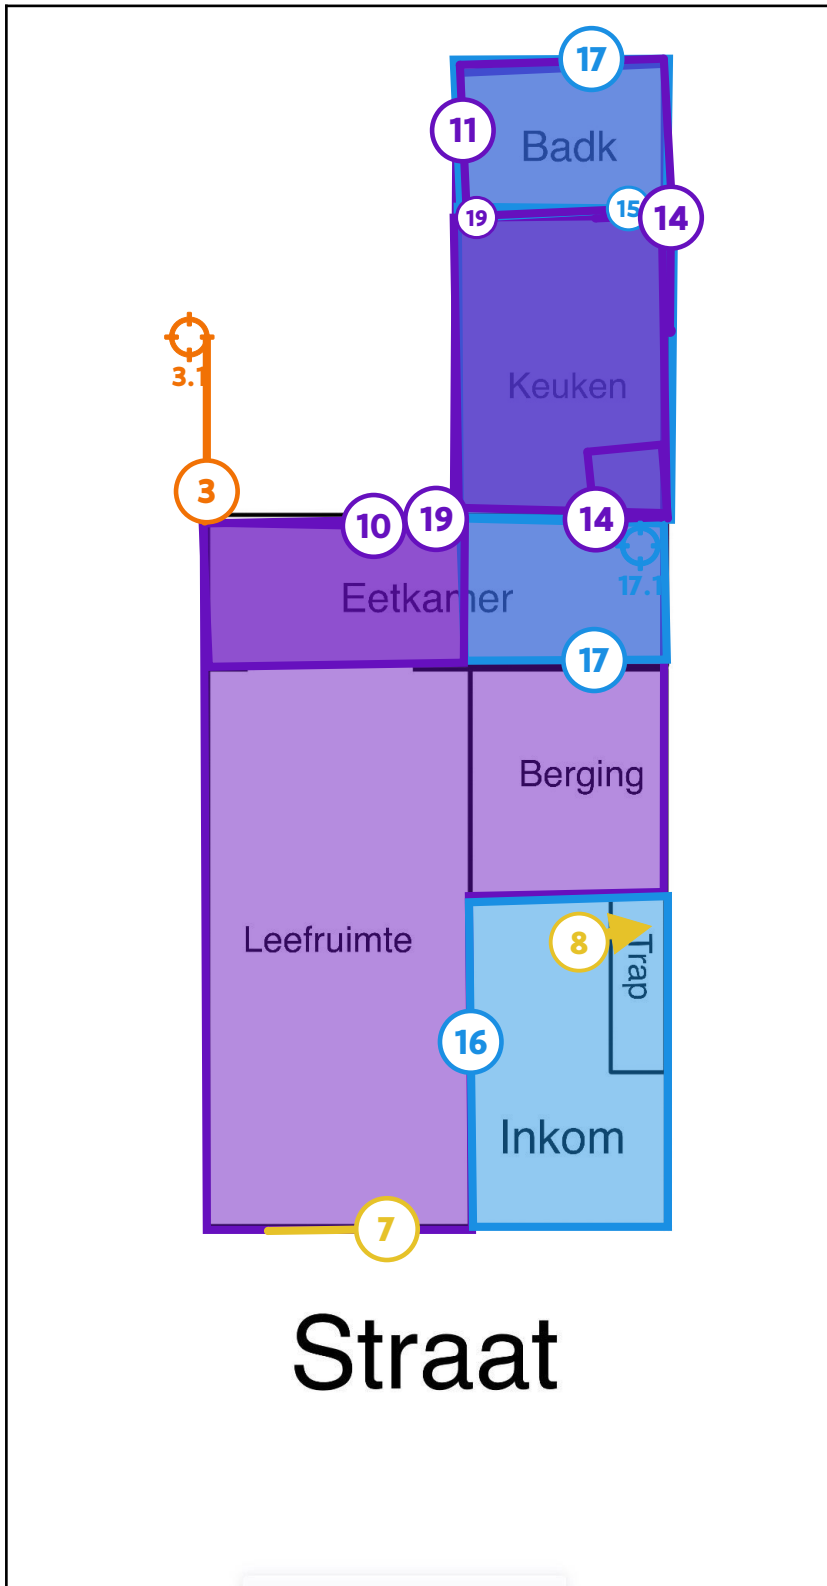 17
11
Badk
19
15
14
3.1
Keuken
3
10
19
14
17.1
Eetkamer
17
Berging
Leefruimte
8
Trap
16
Inkom
7
Straat